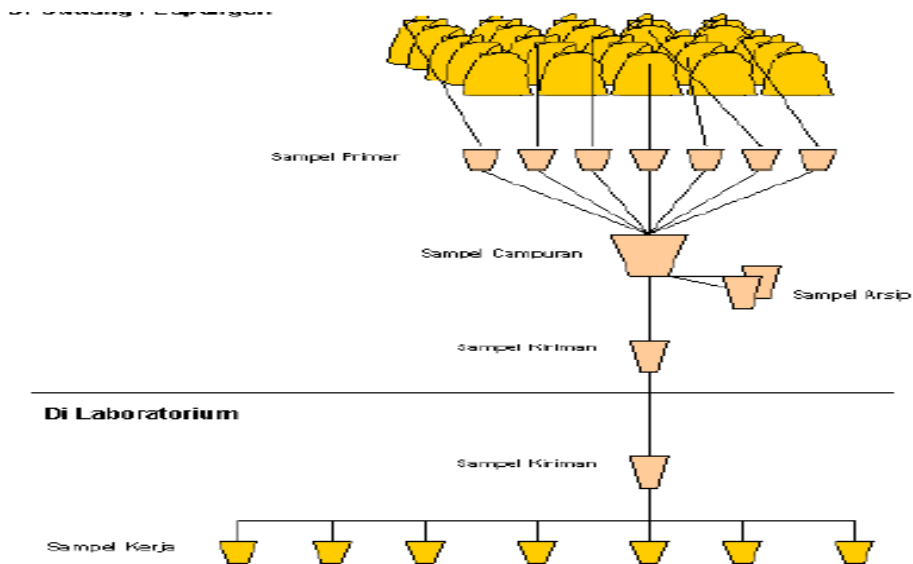 Sampel Primer
Sampel Campuran
Sampel Arsip
Sampel Kiriman
Di Laboratorium
Sampel Kiriman
Sampel Kerja